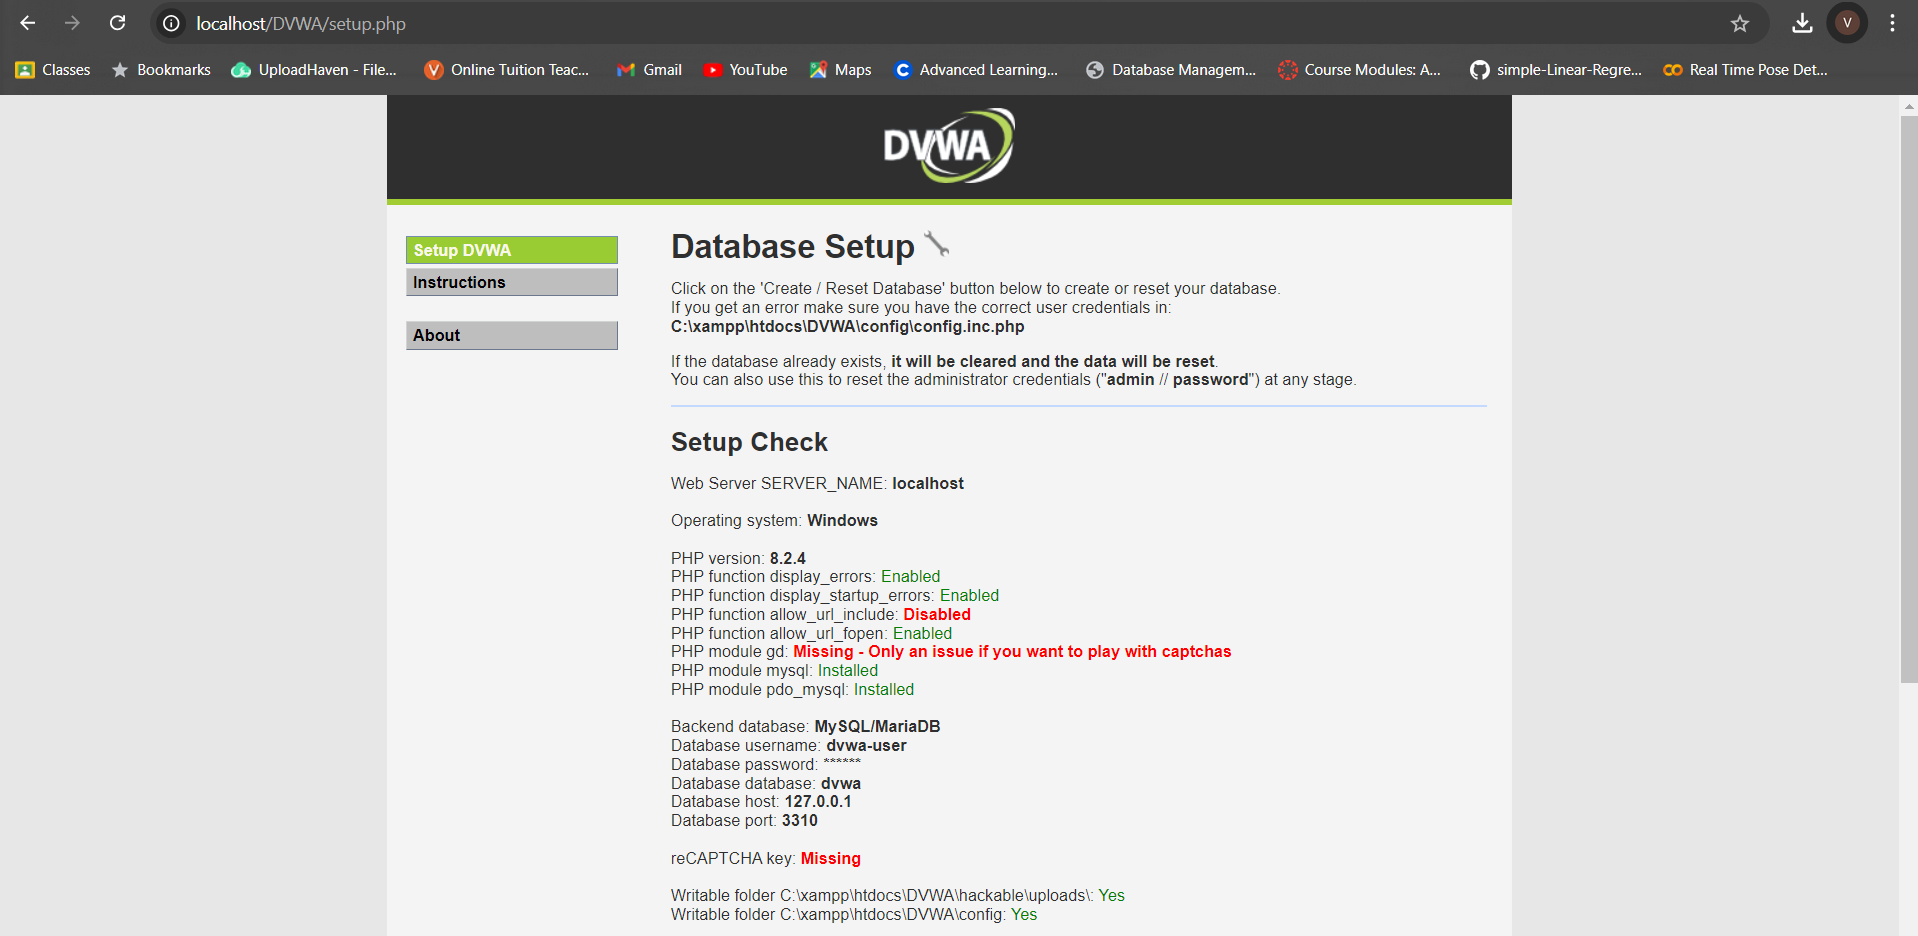 localhost/DVWA/setup.php
V
Classes
Bookmarks
UploadHaven - File...
Online Tuition Teac...
Gmail
YouTube
Maps
Advanced Learning...
Database Managem...
Course Modules: A...
simple-Linear-Regre...
Real Time Pose Det...
DVWA
Setup DVWA
Instructions
About
Database Setup
Click on the 'Create / Reset Database' button below to create or reset your database.
If you get an error make sure you have the correct user credentials in:
C:\xampp\htdocs\DVWA\config\config.inc.php
If the database already exists, it will be cleared and the data will be reset.
You can also use this to reset the administrator credentials ("admin // password") at any stage.
Setup Check
Web Server SERVER_NAME: localhost
Operating system: Windows
PHP version: 8.2.4
PHP function display_errors: Enabled
PHP function display_startup_errors: Enabled
PHP function allow_url_include: Disabled
PHP function allow_url_fopen: Enabled
PHP module gd: Missing - Only an issue if you want to play with captchas
PHP module mysql: Installed
PHP module pdo_mysql: Installed
Backend database: MySQL/MariaDB
Database username: dvwa-user
Database password: ******
Database database: dvwa
Database host: 127.0.0.1
Database port: 3310
reCAPTCHA key: Missing
Writable folder C:\xampp\htdocs\DVWA\hackable\uploads\: Yes
Writable folder C:\xampp\htdocs\DVWA\config: Yes